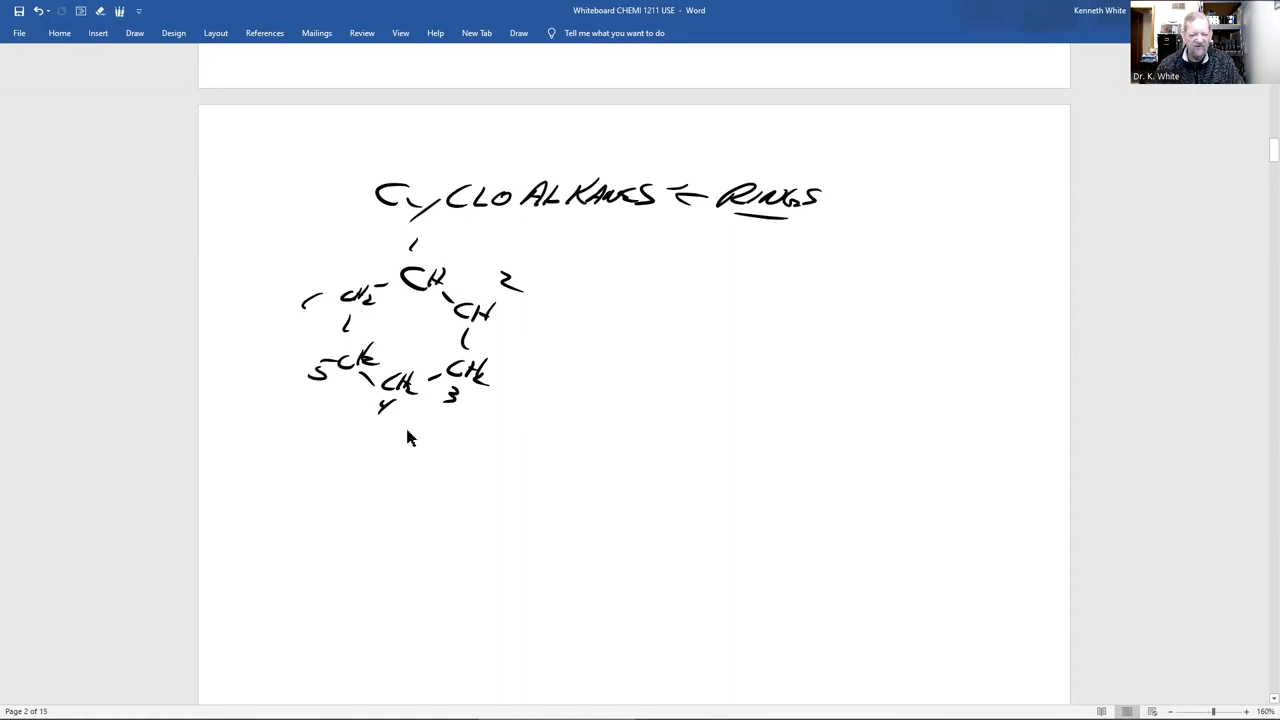 Whiteboard CHEMI 1211 USE - Word
Kenneth White
File Home Insert Draw Design Layout References Mailings Review View Help New Tab Draw Tell me what you want to do
Dr. K. White
CYCLOALKANES ← RINGS
1
CH 2
CH2
CH
CH2 CH2
5 CH2 3
4
Page 2 of 15
160%